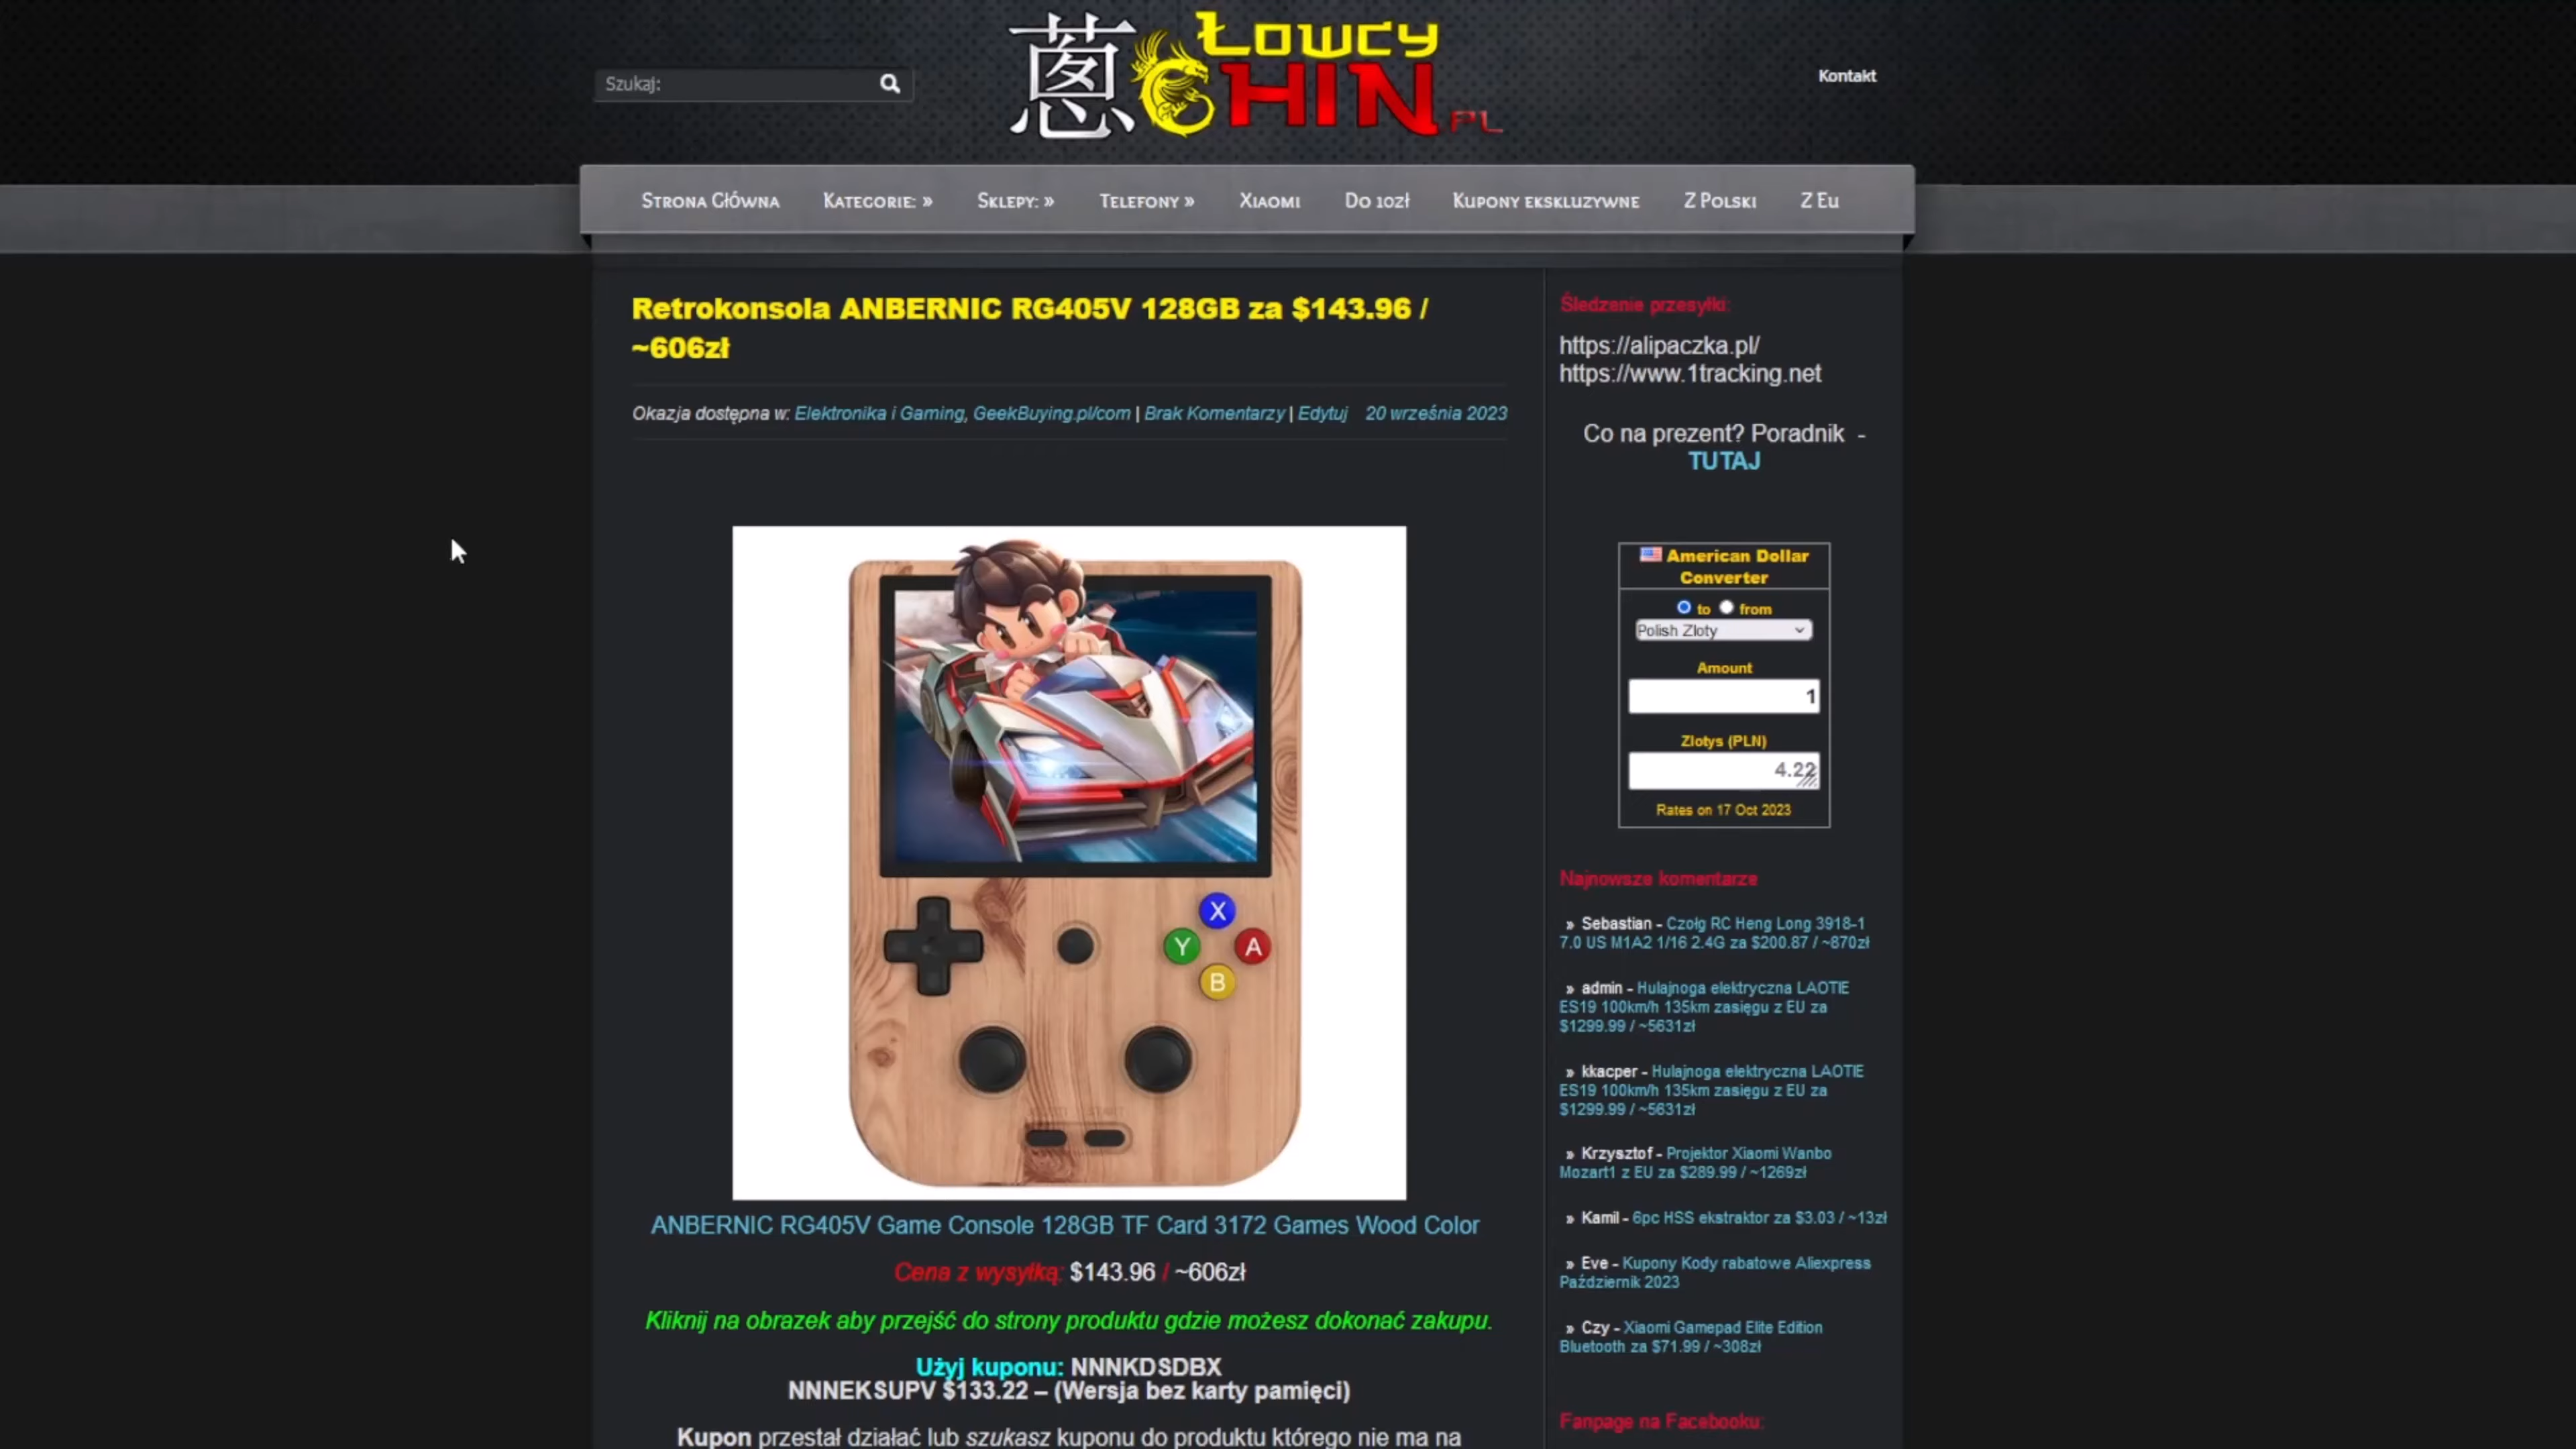 蔥 Łowcy
CHIN.PL
Szukaj:
Kontakt
Strona Główna Kategorie: » Sklepy: » Telefony » Xiaomi Do 10zł Kupony ekskluzywne Z Polski Z Eu
Retrokonsola ANBERNIC RG405V 128GB za $143.96 /
~606zł
Okazja dostępna w: Elektronika i Gaming, GeekBuying.pl/com | Brak Komentarzy | Edytuj 20 września 2023
X
Y A
B
SELECT START
ANBERNIC RG405V Game Console 128GB TF Card 3172 Games Wood Color
Cena z wysyłką: $143.96 / ~606zł
Kliknij na obrazek aby przejść do strony produktu gdzie możesz dokonać zakupu.
Użyj kuponu: NNNKDSDBX
NNNEKSUPV $133.22 – (Wersja bez karty pamięci)
Kupon przestał działać lub szukasz kuponu do produktu którego nie ma na
Śledzenie przesyłki:
https://alipaczka.pl/
https://www.1tracking.net
Co na prezent? Poradnik -
TUTAJ
American Dollar
Converter
to from
Polish Zloty
Amount
1
Zlotys (PLN)
4.22
Rates on 17 Oct 2023
Najnowsze komentarze
» Sebastian - Czołg RC Heng Long 3918-1
7.0 US M1A2 1/16 2.4G za $200.87 / ~870zł
» admin - Hulajnoga elektryczna LAOTIE
ES19 100km/h 135km zasięgu z EU za
$1299.99 / ~5631zł
» kkacper - Hulajnoga elektryczna LAOTIE
ES19 100km/h 135km zasięgu z EU za
$1299.99 / ~5631zł
» Krzysztof - Projektor Xiaomi Wanbo
Mozart1 z EU za $289.99 / ~1269zł
» Kamil - 6pc HSS ekstraktor za $3.03 / ~13zł
» Eve - Kupony Kody rabatowe Aliexpress
Październik 2023
» Czy - Xiaomi Gamepad Elite Edition
Bluetooth za $71.99 / ~308zł
Fanpage na Facebooku: